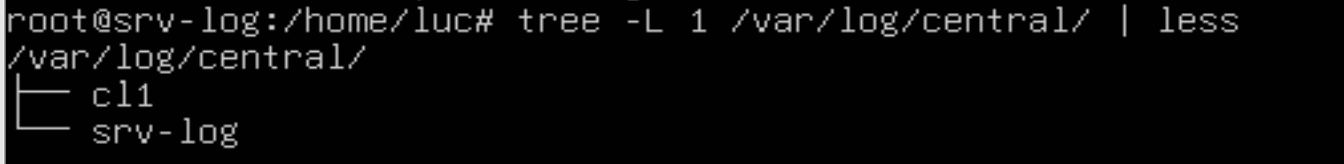 root@srv-log:/home/luc# tree -L 1 /var/log/central/ | less
/var/log/central/
├── cl1
└── srv-log